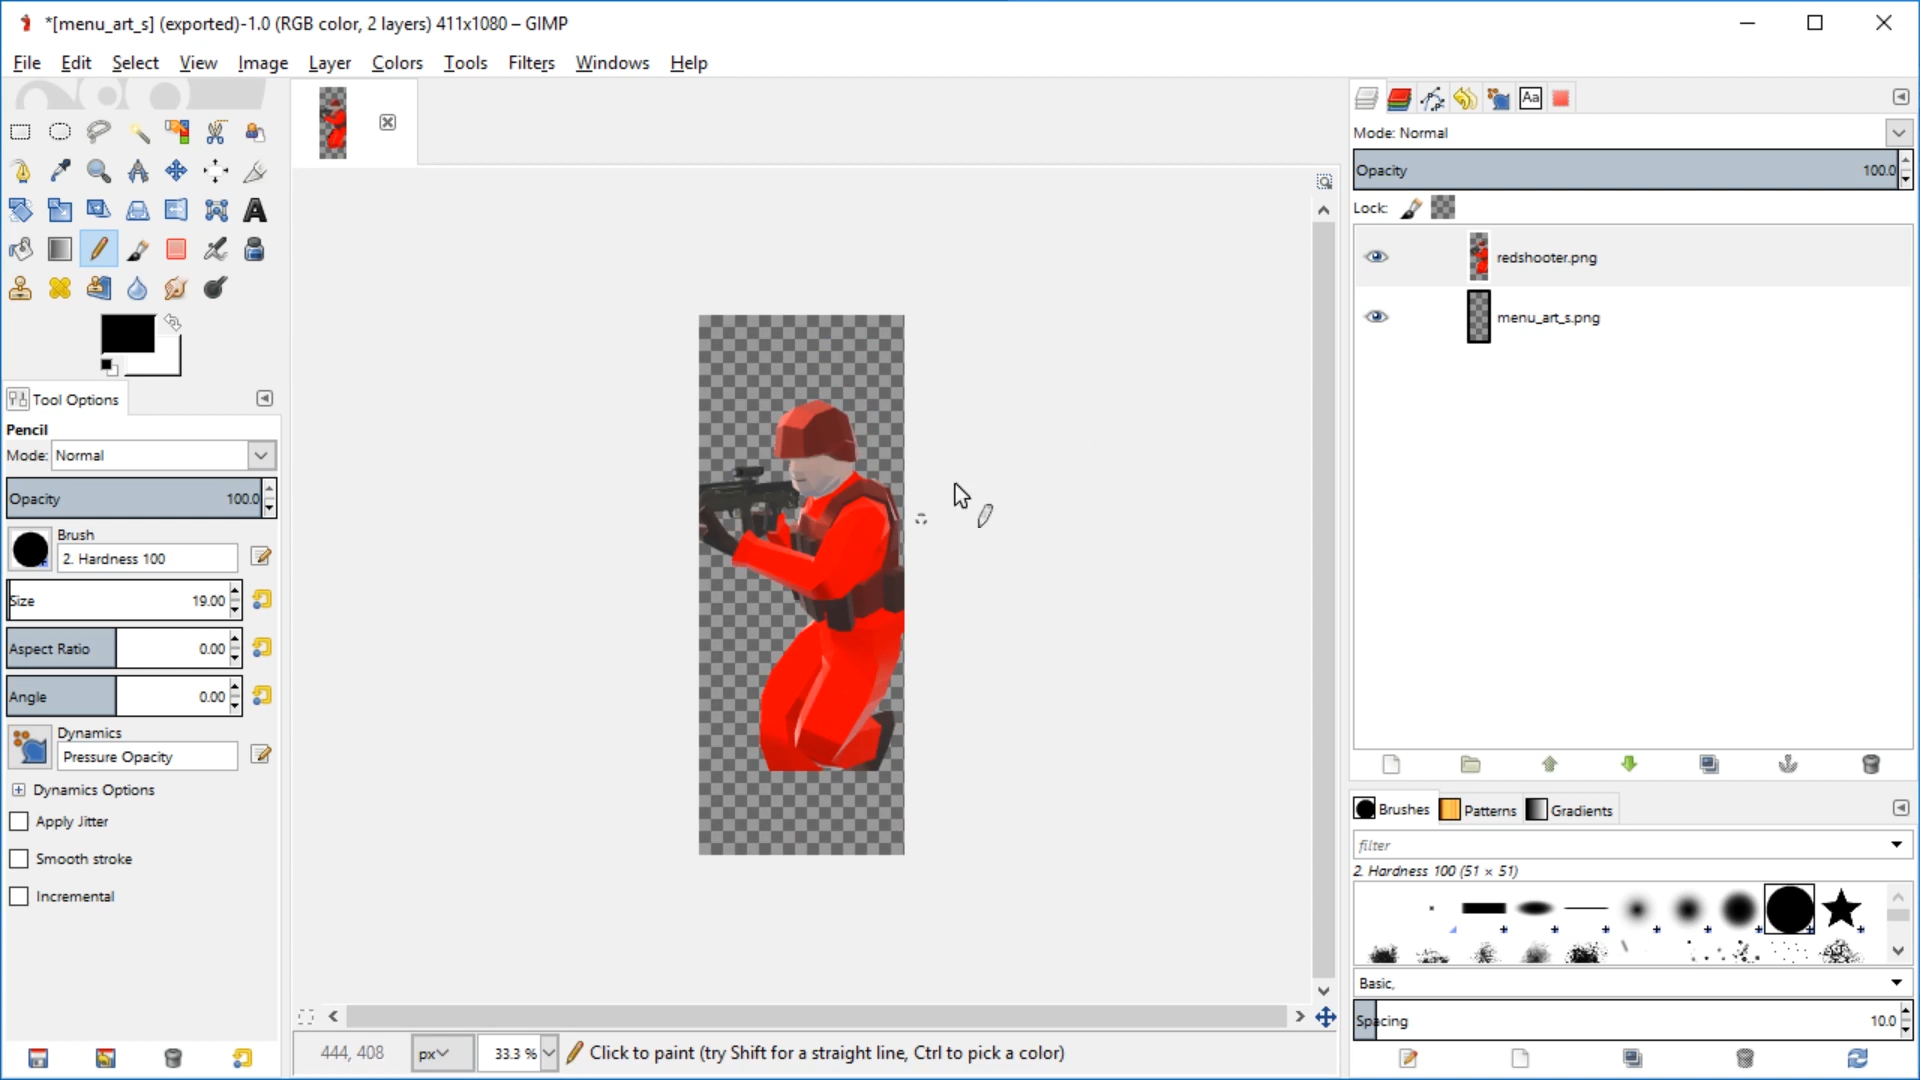 *[menu_art_s] (exported)-1.0 (RGB color, 2 layers) 411x1080 – GIMP
File Edit Select View Image Layer Colors Tools Filters Windows Help
Mode: Normal
Opacity 100.0
Lock:
redshooter.png
menu_art_s.png
Tool Options
Pencil
Mode: Normal
Opacity 100.0
Brush
2. Hardness 100
Size 19.00
Aspect Ratio 0.00
Angle 0.00
Dynamics
Pressure Opacity
Dynamics Options
Apply Jitter
Smooth stroke
Incremental
Brushes Patterns Gradients
filter
2. Hardness 100 (51 × 51)
Basic,
Spacing 10.0
444, 408 px 33.3 % Click to paint (try Shift for a straight line, Ctrl to pick a color)
Aa